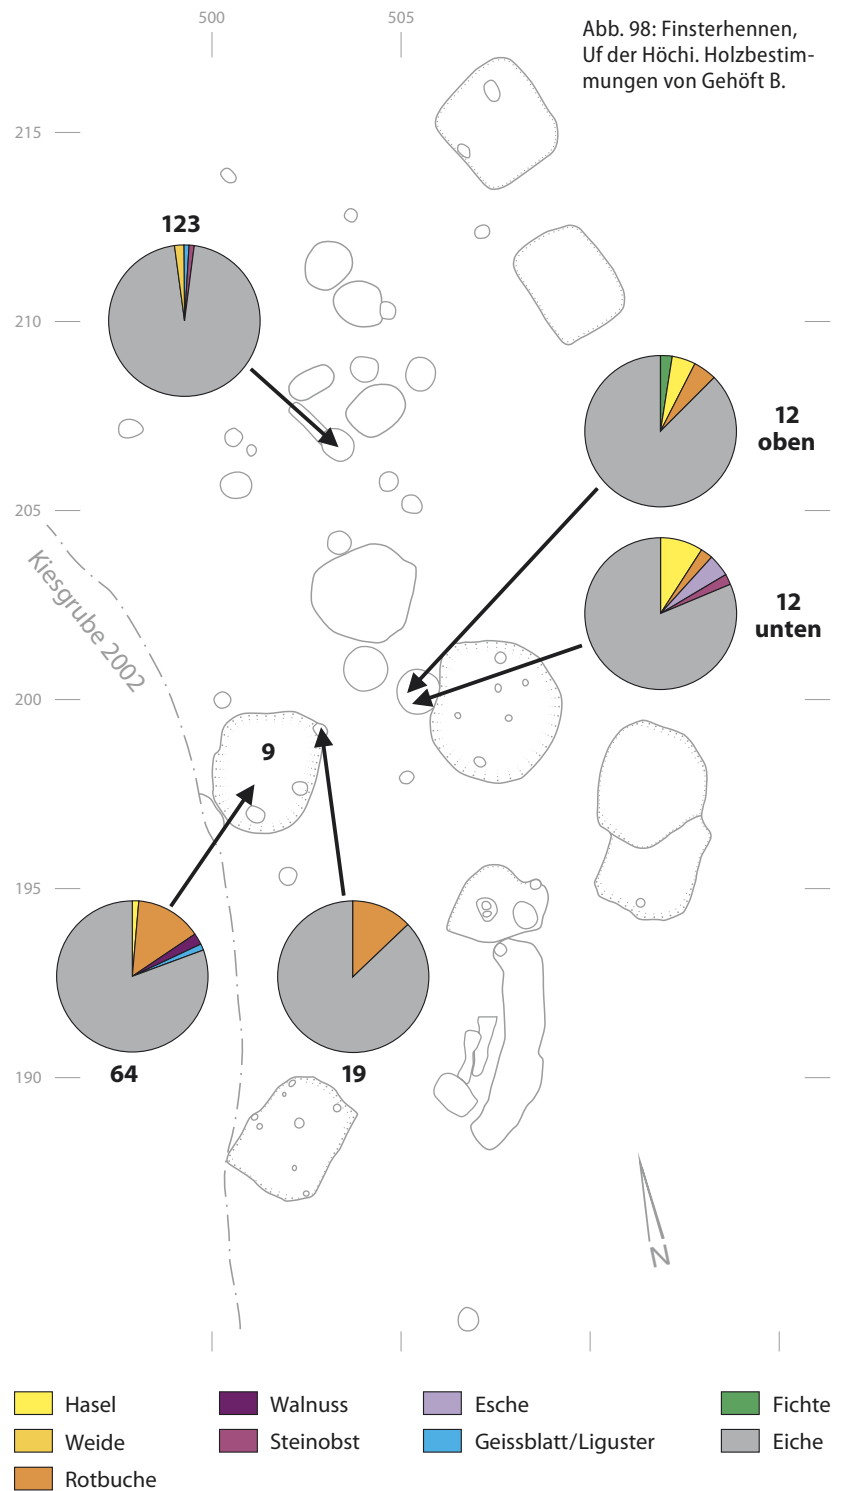 500
505
Abb. 98: Finsterhennen,
Uf der Höchi. Holzbestim-
mungen von Gehöft B.
215
123
210
12
oben
205
Kiesgrube 2002
12
unten
200
9
195
64
19
190
N
Hasel
Walnuss
Esche
Fichte
Weide
Steinobst
Geissblatt/Liguster
Eiche
Rotbuche